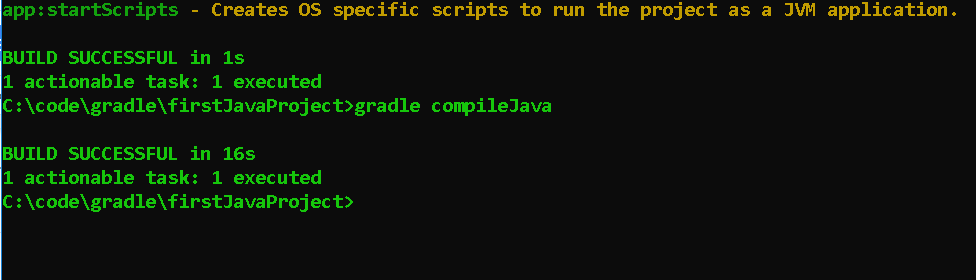 app:startScripts - Creates OS specific scripts to run the project as a JVM application.
BUILD SUCCESSFUL in 1s
1 actionable task: 1 executed
C:\code\gradle\firstJavaProject>gradle compileJava
BUILD SUCCESSFUL in 16s
1 actionable task: 1 executed
C:\code\gradle\firstJavaProject>